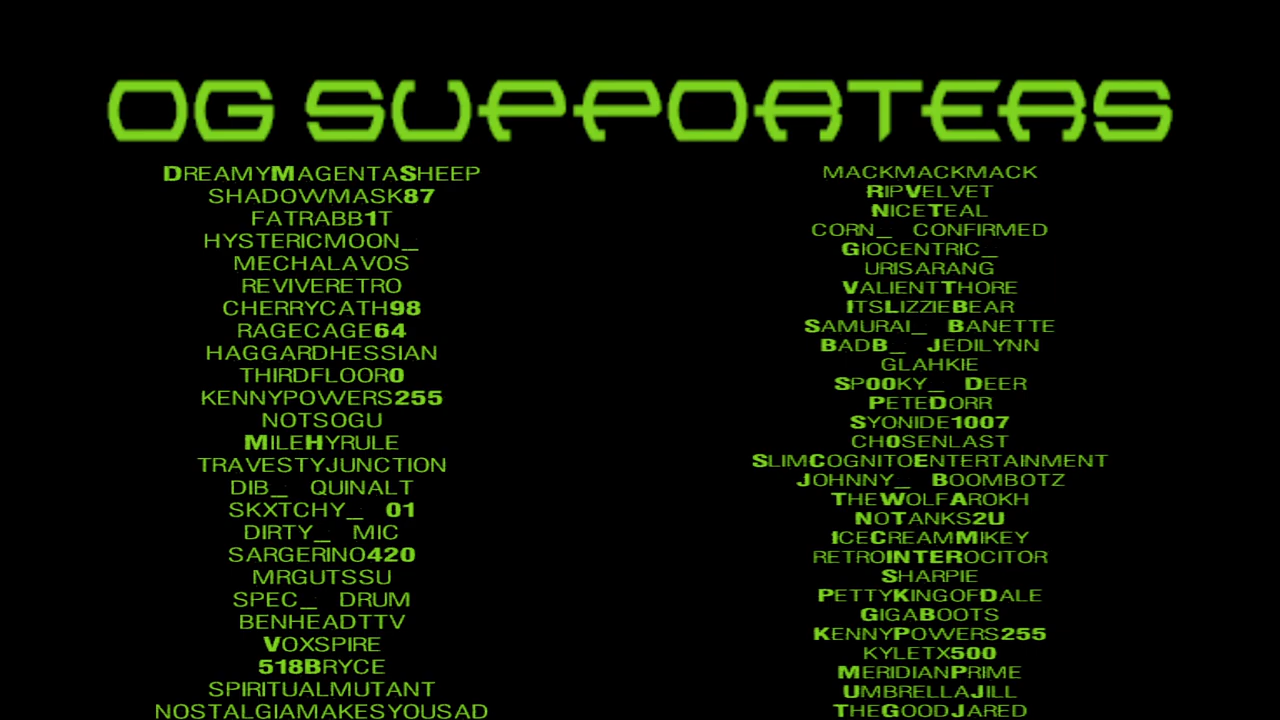 OG SUPPORTERS
DREAMYMAGENTASHEEP
SHADOWMASK87
FATRABB1T
HYSTERICMOON_
MECHALAVOS
REVIVERETRO
CHERRYCATH98
RAGECAGE64
HAGGARDHESSIAN
THIRDFLOOR0
KENNYPOWERS255
NOTSOGU
MILEHYRULE
TRAVESTYJUNCTION
DIB_ QUINALT
SKXTCHY_ 01
DIRTY_ MIC
SARGERINO420
MRGUTSSU
SPEC_ DRUM
BENHEADTTV
VOXSPIRE
518BRYCE
SPIRITUALMUTANT
NOSTALGIAMAKESYOUSAD
MACKMACKMACK
RIPVELVET
NICETEAL
CORN_ CONFIRMED
GIOCENTRIC_
URISARANG
VALIENTTHORE
ITSLIZZIEBEAR
SAMURAI_ BANETTE
BADB_ JEDILYNN
GLAHKIE
SP00KY_ DEER
PETEDORR
SYONIDE1007
CH0SENLAST
SLIMCOGNITOENTERTAINMENT
JOHNNY_ BOOMBOTZ
THEWOLFAROKH
NOTANKS2U
ICECREAMMIKEY
RETROINTEROCITOR
SHARPIE
PETTYKINGOFDALE
GIGABOOTS
KENNYPOWERS255
KYLETX500
MERIDIANPRIME
UMBRELLAJILL
THEGOODJARED